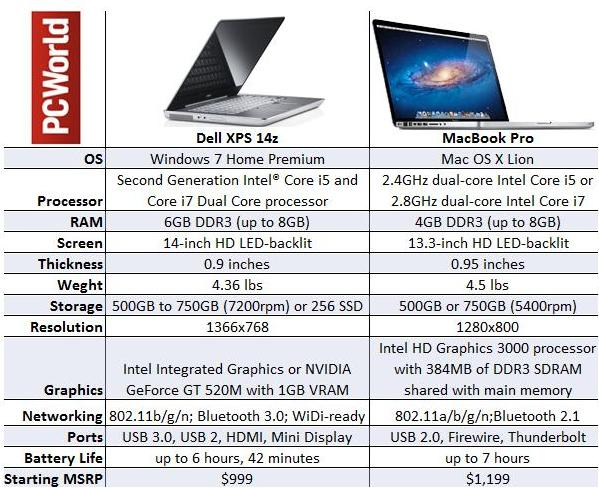 PCWorld
Dell XPS 14z MacBook Pro
OS Windows 7 Home Premium Mac OS X Lion
Second Generation Intel® Core i5 and 2.4GHz dual-core Intel Core i5 or
Processor Core i7 Dual Core processor 2.8GHz dual-core Intel Core i7
RAM 6GB DDR3 (up to 8GB) 4GB DDR3 (up to 8GB)
Screen 14-inch HD LED-backlit 13.3-inch HD LED-backlit
Thickness 0.9 inches 0.95 inches
Weght 4.36 lbs 4.5 lbs
Storage 500GB to 750GB (7200rpm) or 256 SSD 500GB or 750GB (5400rpm)
Resolution 1366x768 1280x800
Intel HD Graphics 3000 processor
Intel Integrated Graphics or NVIDIA with 384MB of DDR3 SDRAM
Graphics GeForce GT 520M with 1GB VRAM shared with main memory
Networking 802.11b/g/n; Bluetooth 3.0; WiDi-ready 802.11a/b/g/n;Bluetooth 2.1
Ports USB 3.0, USB 2, HDMI, Mini Display USB 2.0, Firewire, Thunderbolt
Battery Life up to 6 hours, 42 minutes up to 7 hours
Starting MSRP $999 $1,199